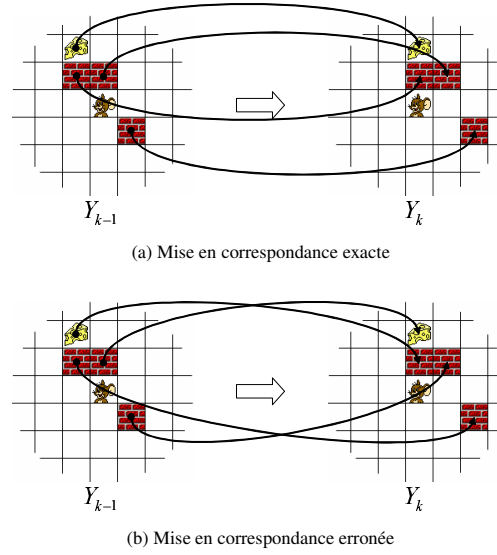 Y_{k-1} Y_k
(a) Mise en correspondance exacte
Y_{k-1} Y_k
(b) Mise en correspondance erronée